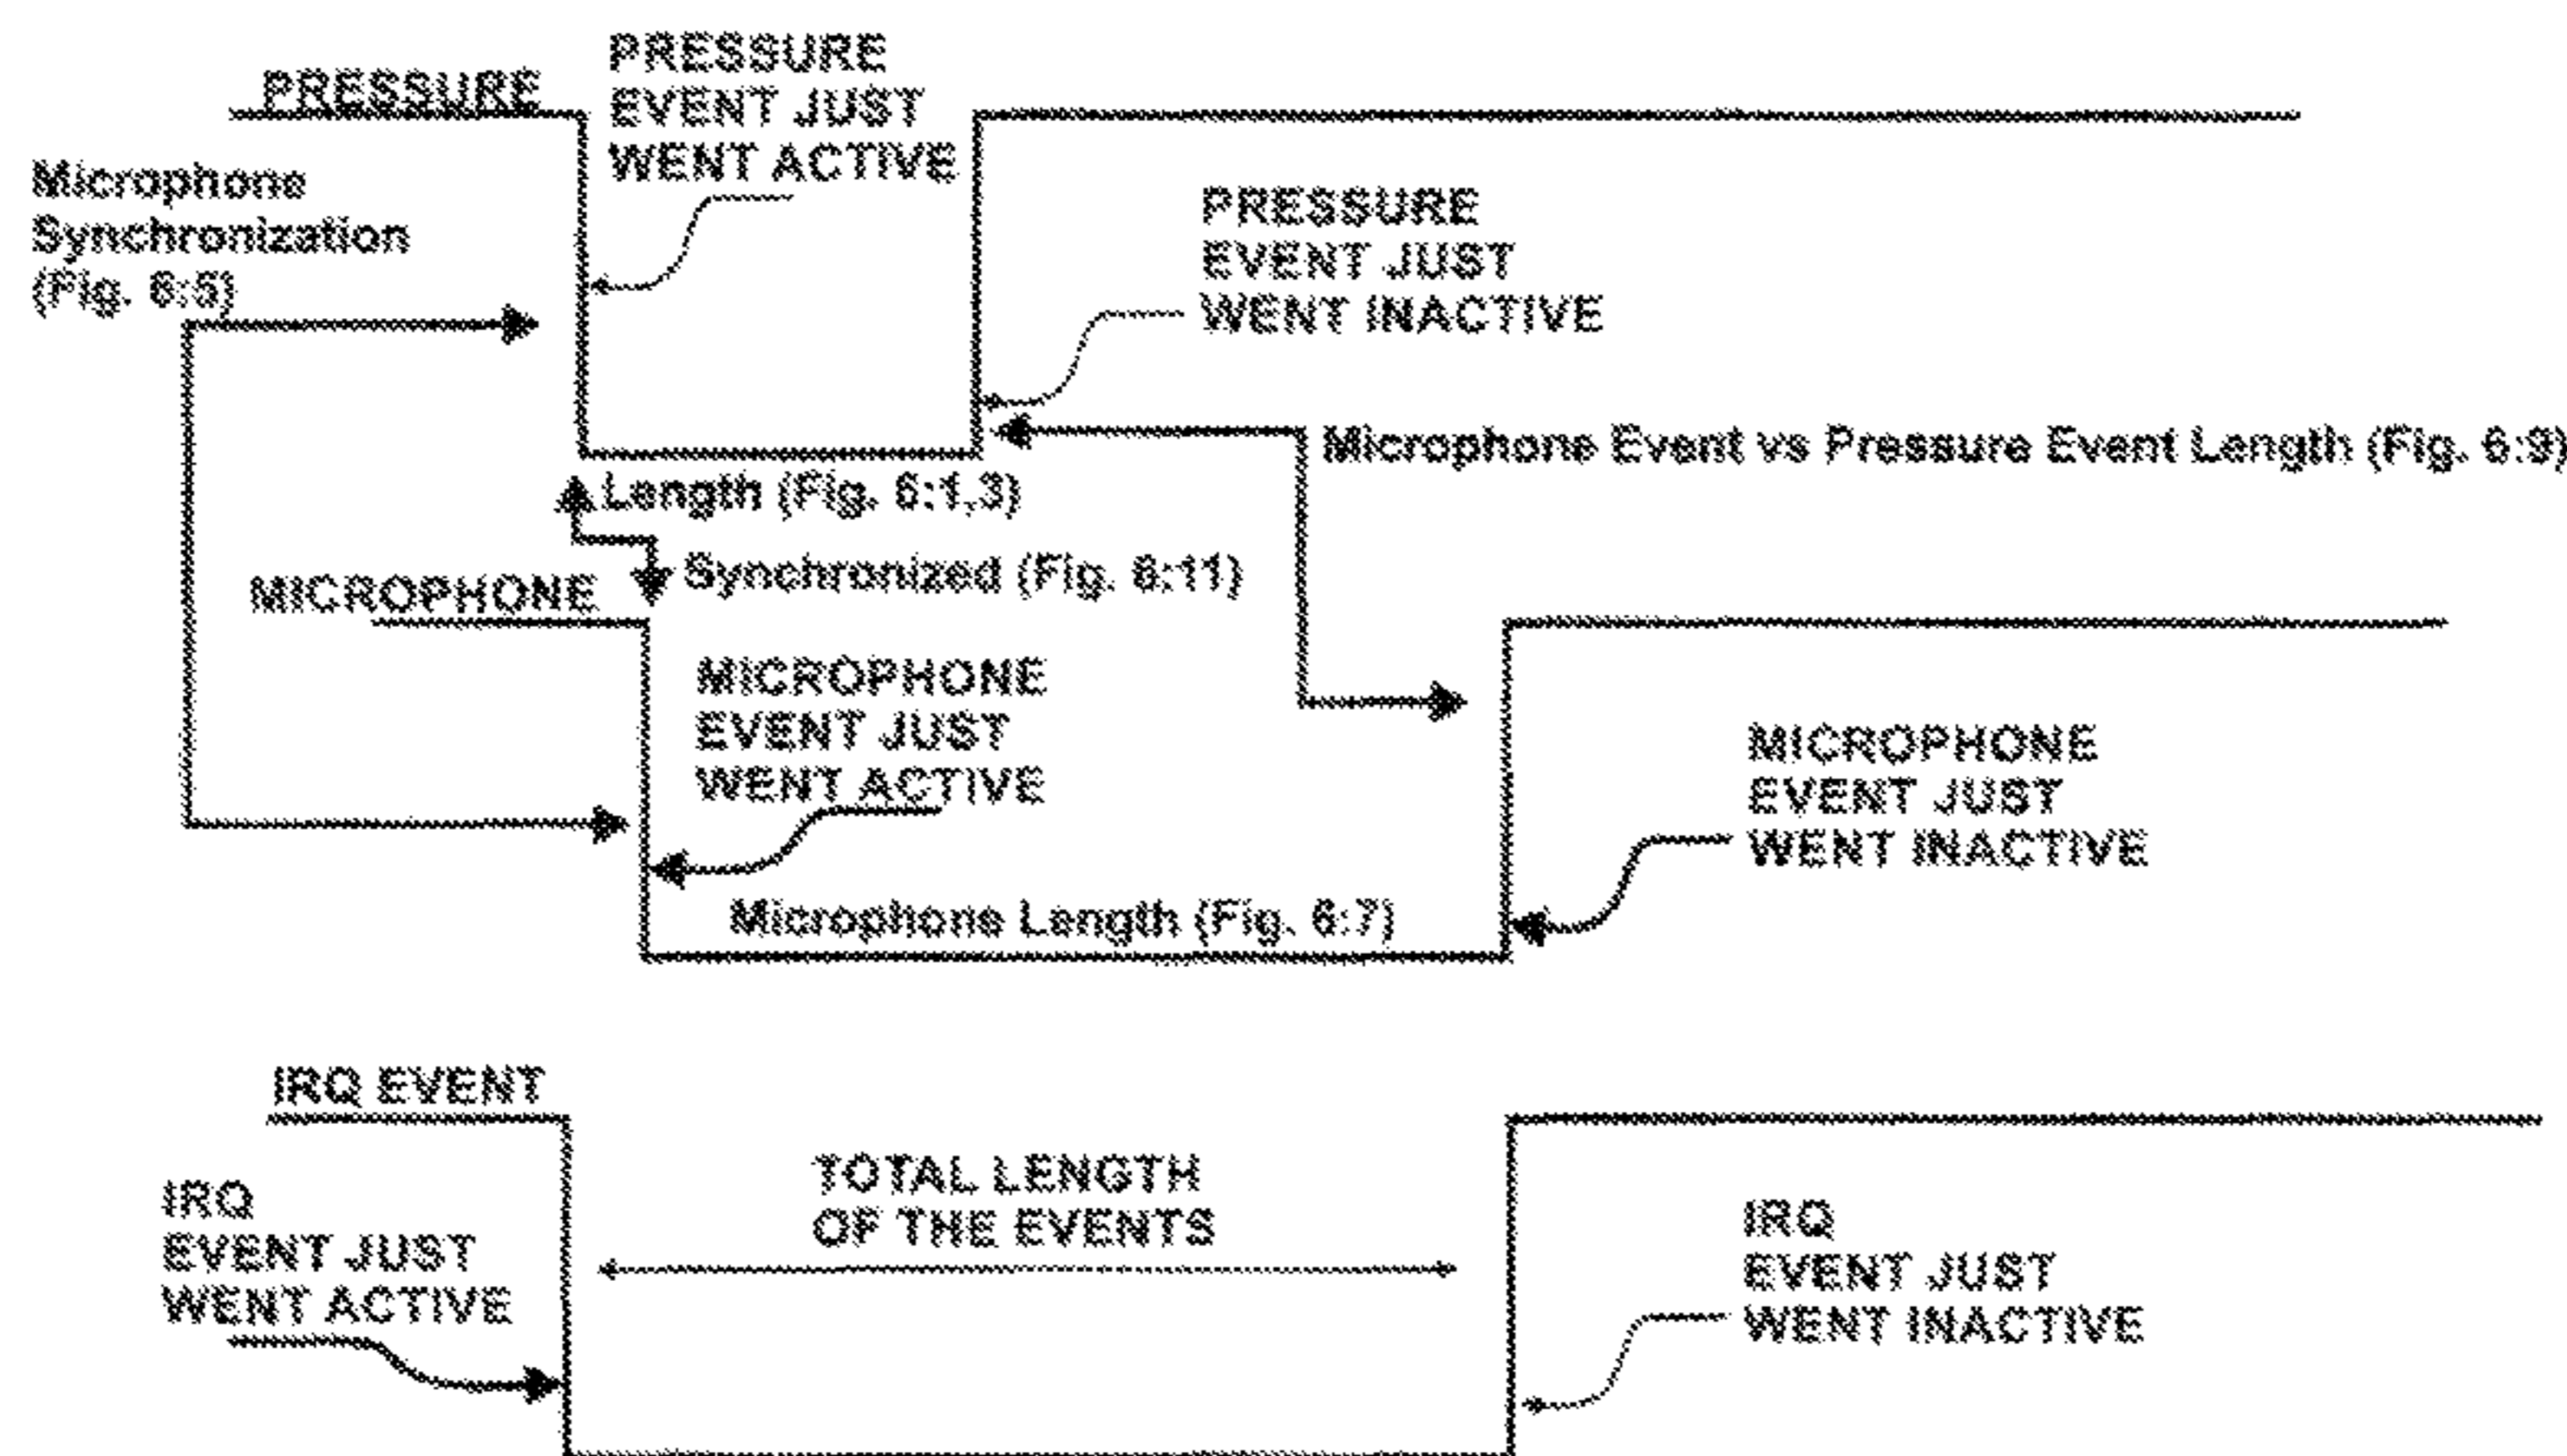 PRESSURE
PRESSURE
EVENT JUST
WENT ACTIVE
Microphone
Synchronization
(Fig. 6:5)
PRESSURE
EVENT JUST
WENT INACTIVE
Microphone Event vs Pressure Event Length (Fig. 6:9)
Length (Fig. 6:1,3)
Synchronized (Fig. 6:11)
MICROPHONE
MICROPHONE
EVENT JUST
WENT ACTIVE
MICROPHONE
EVENT JUST
WENT INACTIVE
Microphone Length (Fig. 6:7)
IRQ EVENT
TOTAL LENGTH
OF THE EVENTS
IRQ
EVENT JUST
WENT ACTIVE
IRQ
EVENT JUST
WENT INACTIVE